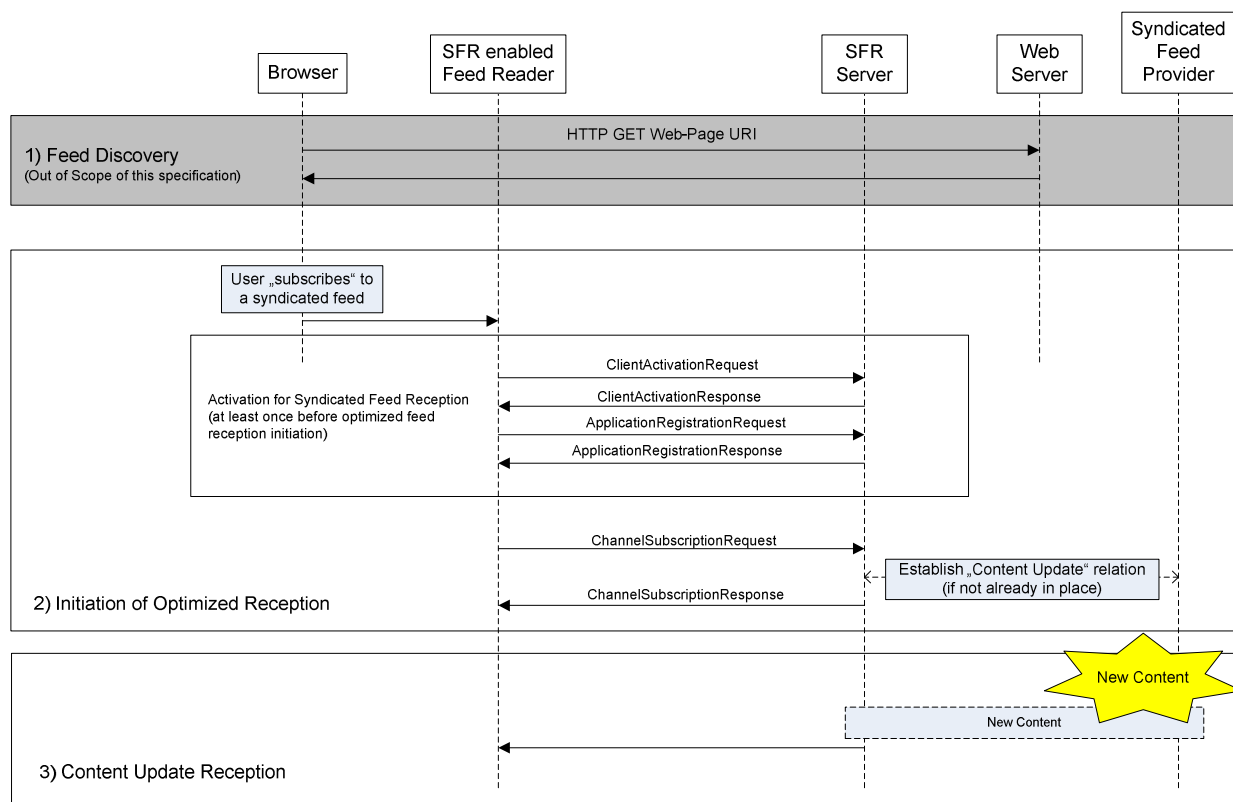 Browser
SFR enabled
Feed Reader
SFR
Server
Web
Server
Syndicated
Feed
Provider
HTTP GET Web-Page URI
1) Feed Discovery
(Out of Scope of this specification)
User „subscribes“ to
a syndicated feed
ClientActivationRequest
Activation for Syndicated Feed Reception
(at least once before optimized feed
reception initiation)
ClientActivationResponse
ApplicationRegistrationRequest
ApplicationRegistrationResponse
ChannelSubscriptionRequest
Establish „Content Update“ relation
(if not already in place)
ChannelSubscriptionResponse
2) Initiation of Optimized Reception
New Content
New Content
3) Content Update Reception